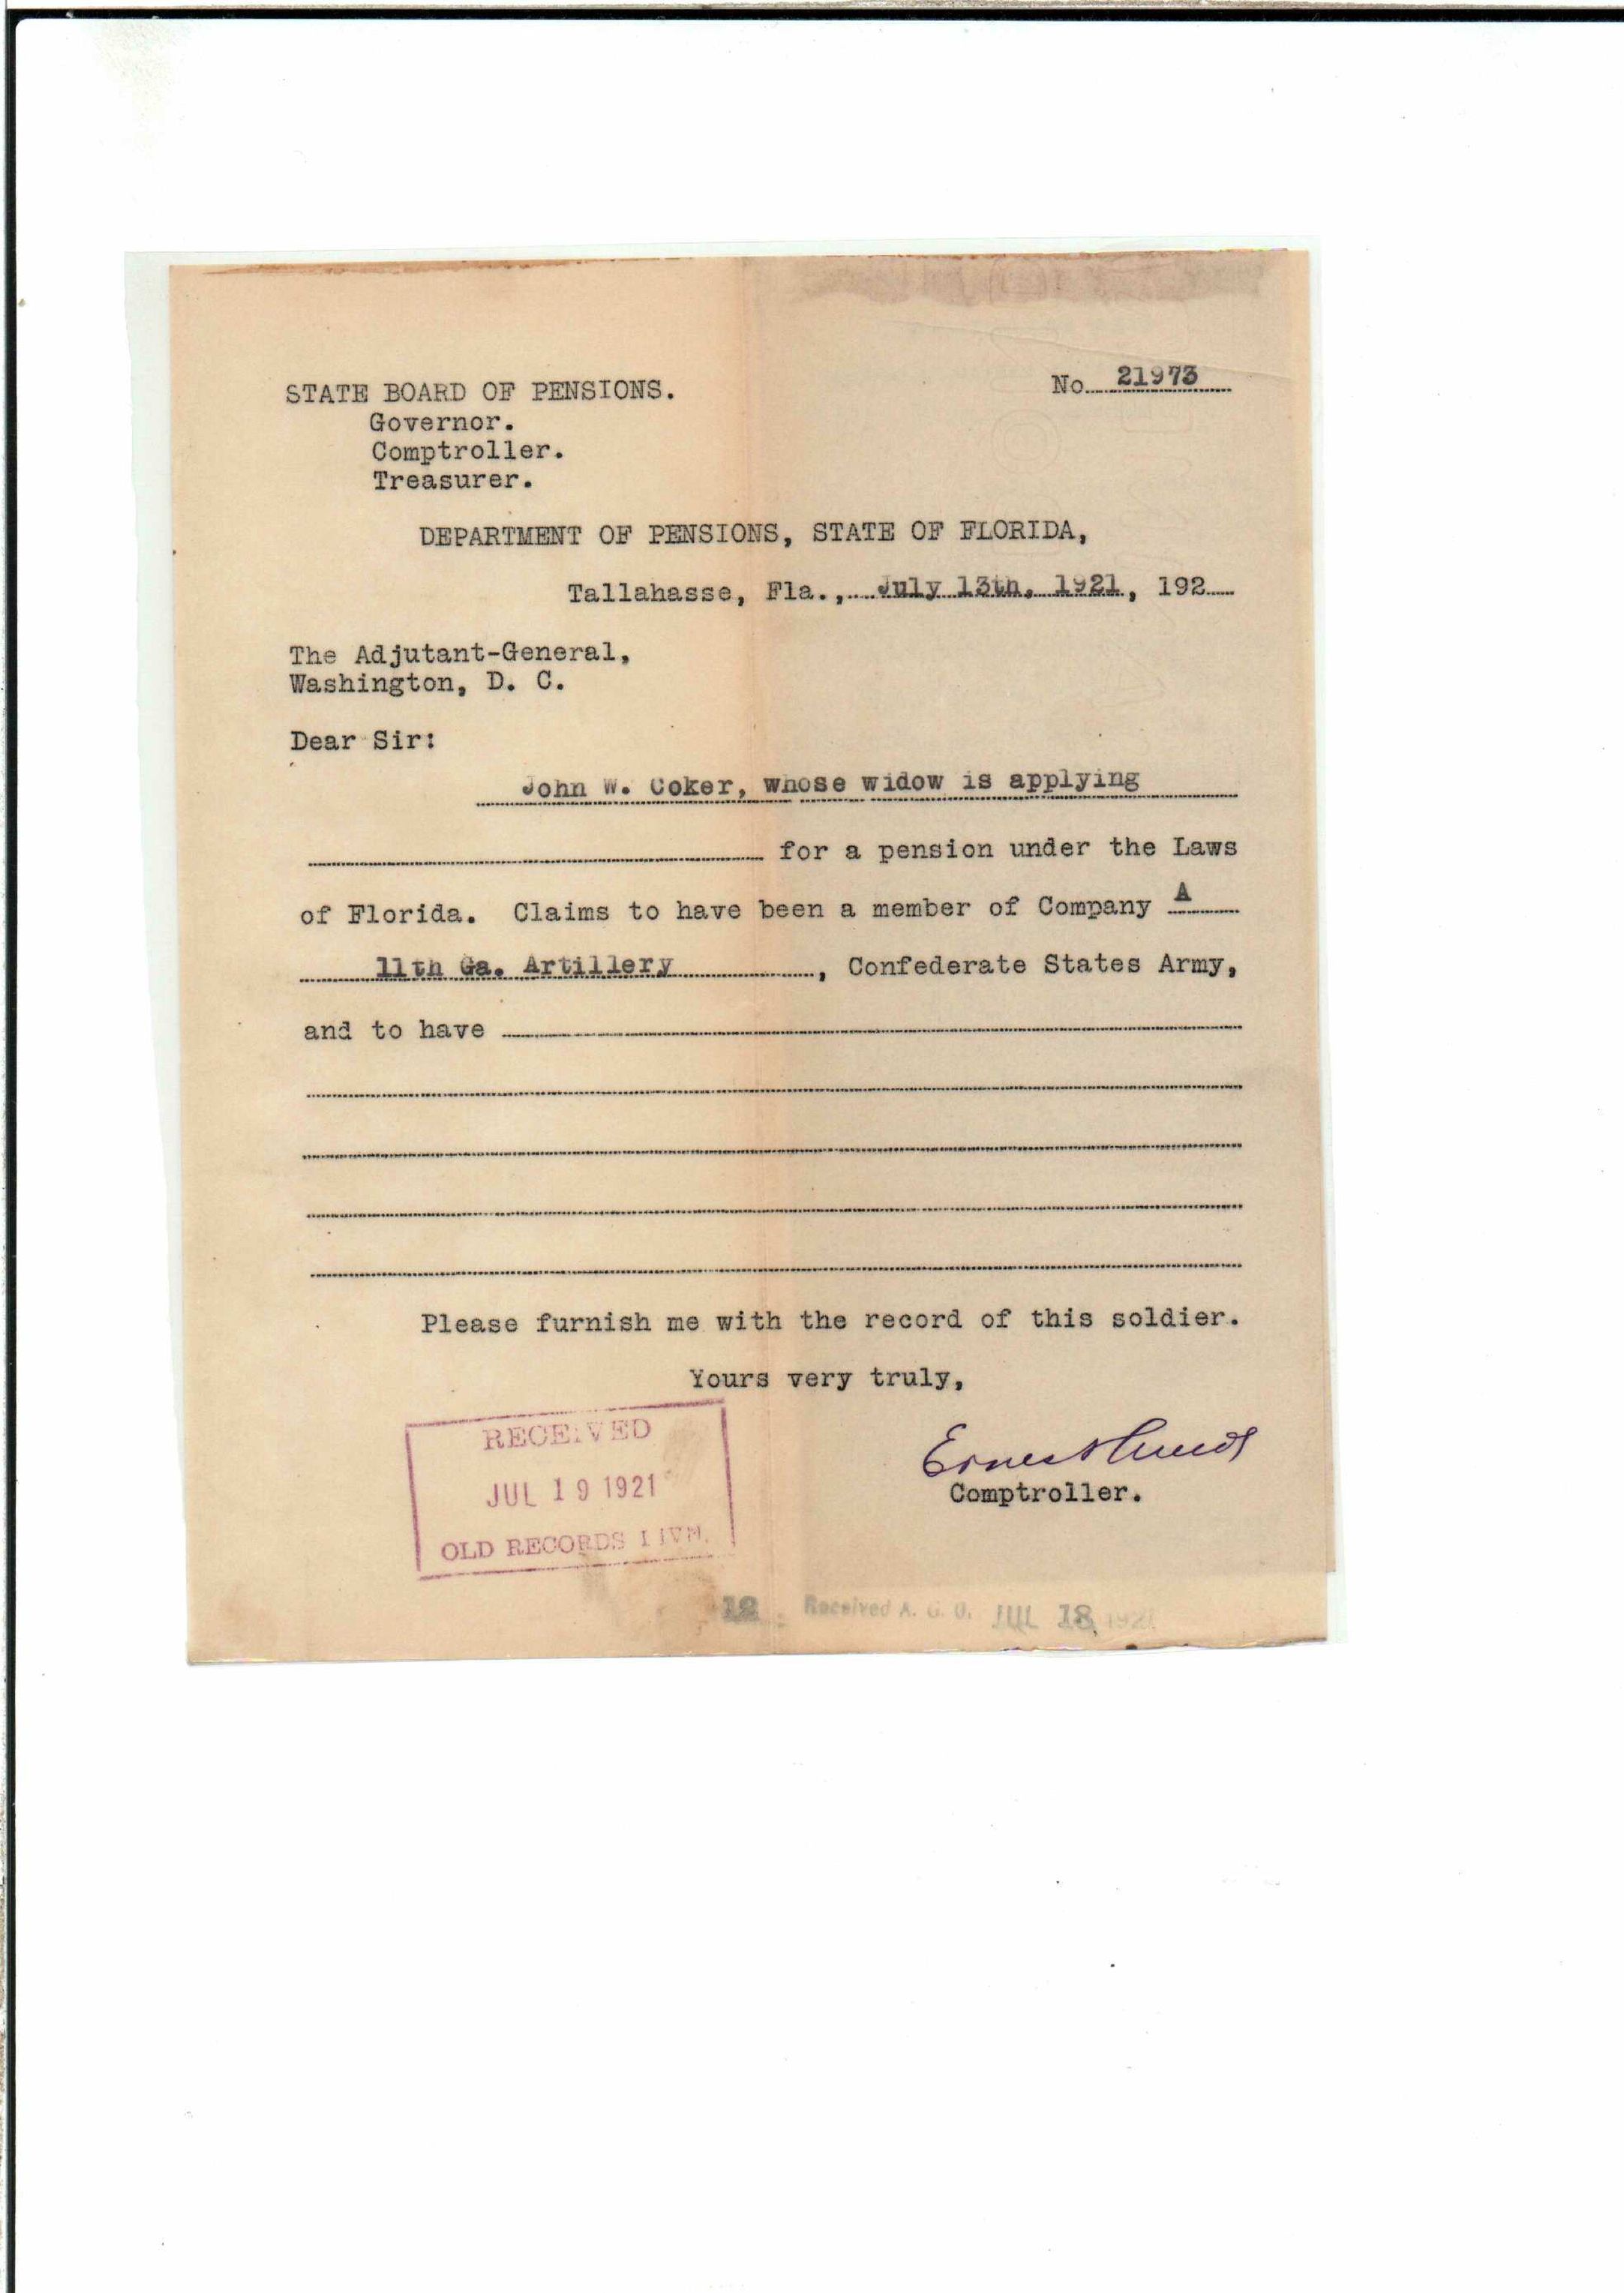 No. 21973
STATE BOARD OF PENSIONS.
Governor.
Comptroller.
Treasurer.
DEPARTMENT OF PENSIONS, STATE OF FLORIDA,
Tallahasse, Fla., July 13th, 1921, 192
The Adjutant-General,
Washington, D. C.
Dear Sir:
John W. Coker, whose widow is applying
for a pension under the Laws
of Florida. Claims to have been a member of Company A
11th Ga. Artillery, Confederate States Army,
and to have
Please furnish me with the record of this soldier.
Yours very truly,
Ernest
Comptroller.
RECEIVED
JUL 19 1921
OLD RECORDS
12 Received A. G. O. JUL 18 1921